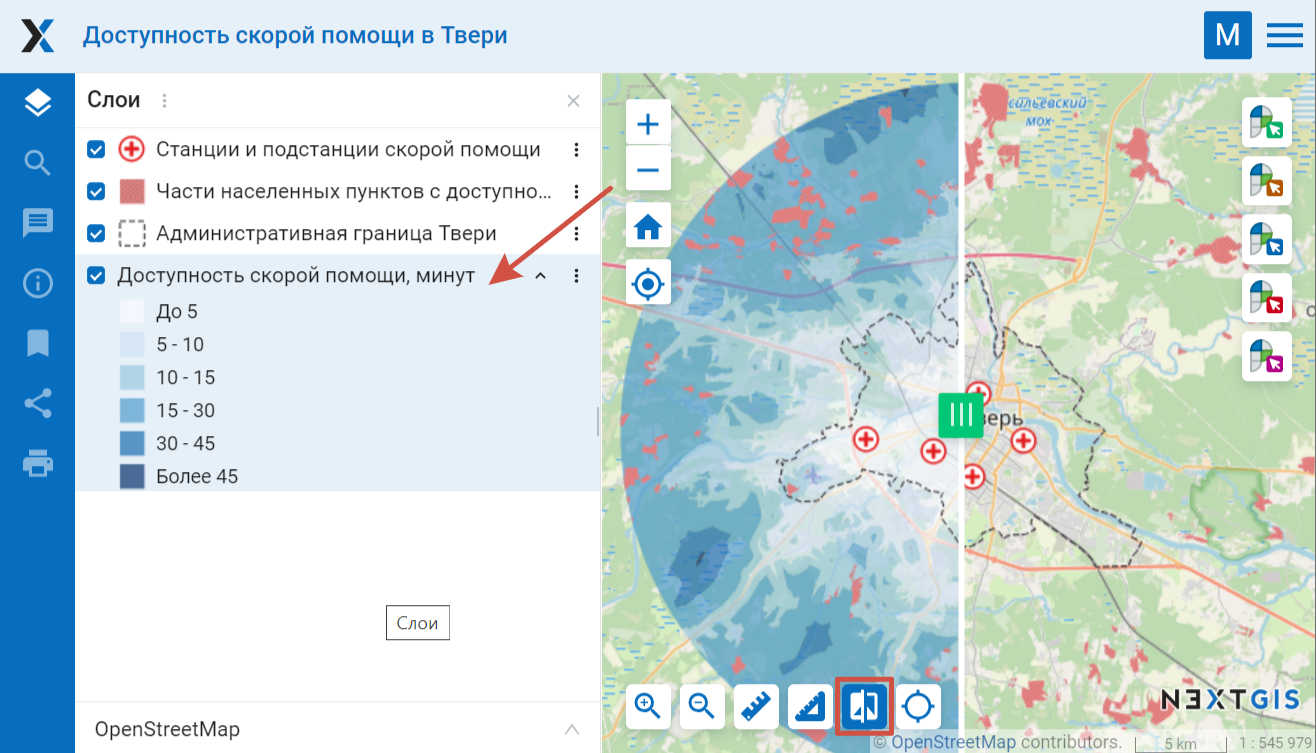 Доступность скорой помощи в Твери
M
Слои
Станции и подстанции скорой помощи
Части населенных пунктов с доступно...
Административная граница Твери
Доступность скорой помощи, минут
До 5
5 - 10
10 - 15
15 - 30
30 - 45
Более 45
Слои
OpenStreetMap
сильевский
мох
верь
NEXTGIS
© OpenStreetMap contributors.
5 km
1 : 545 979